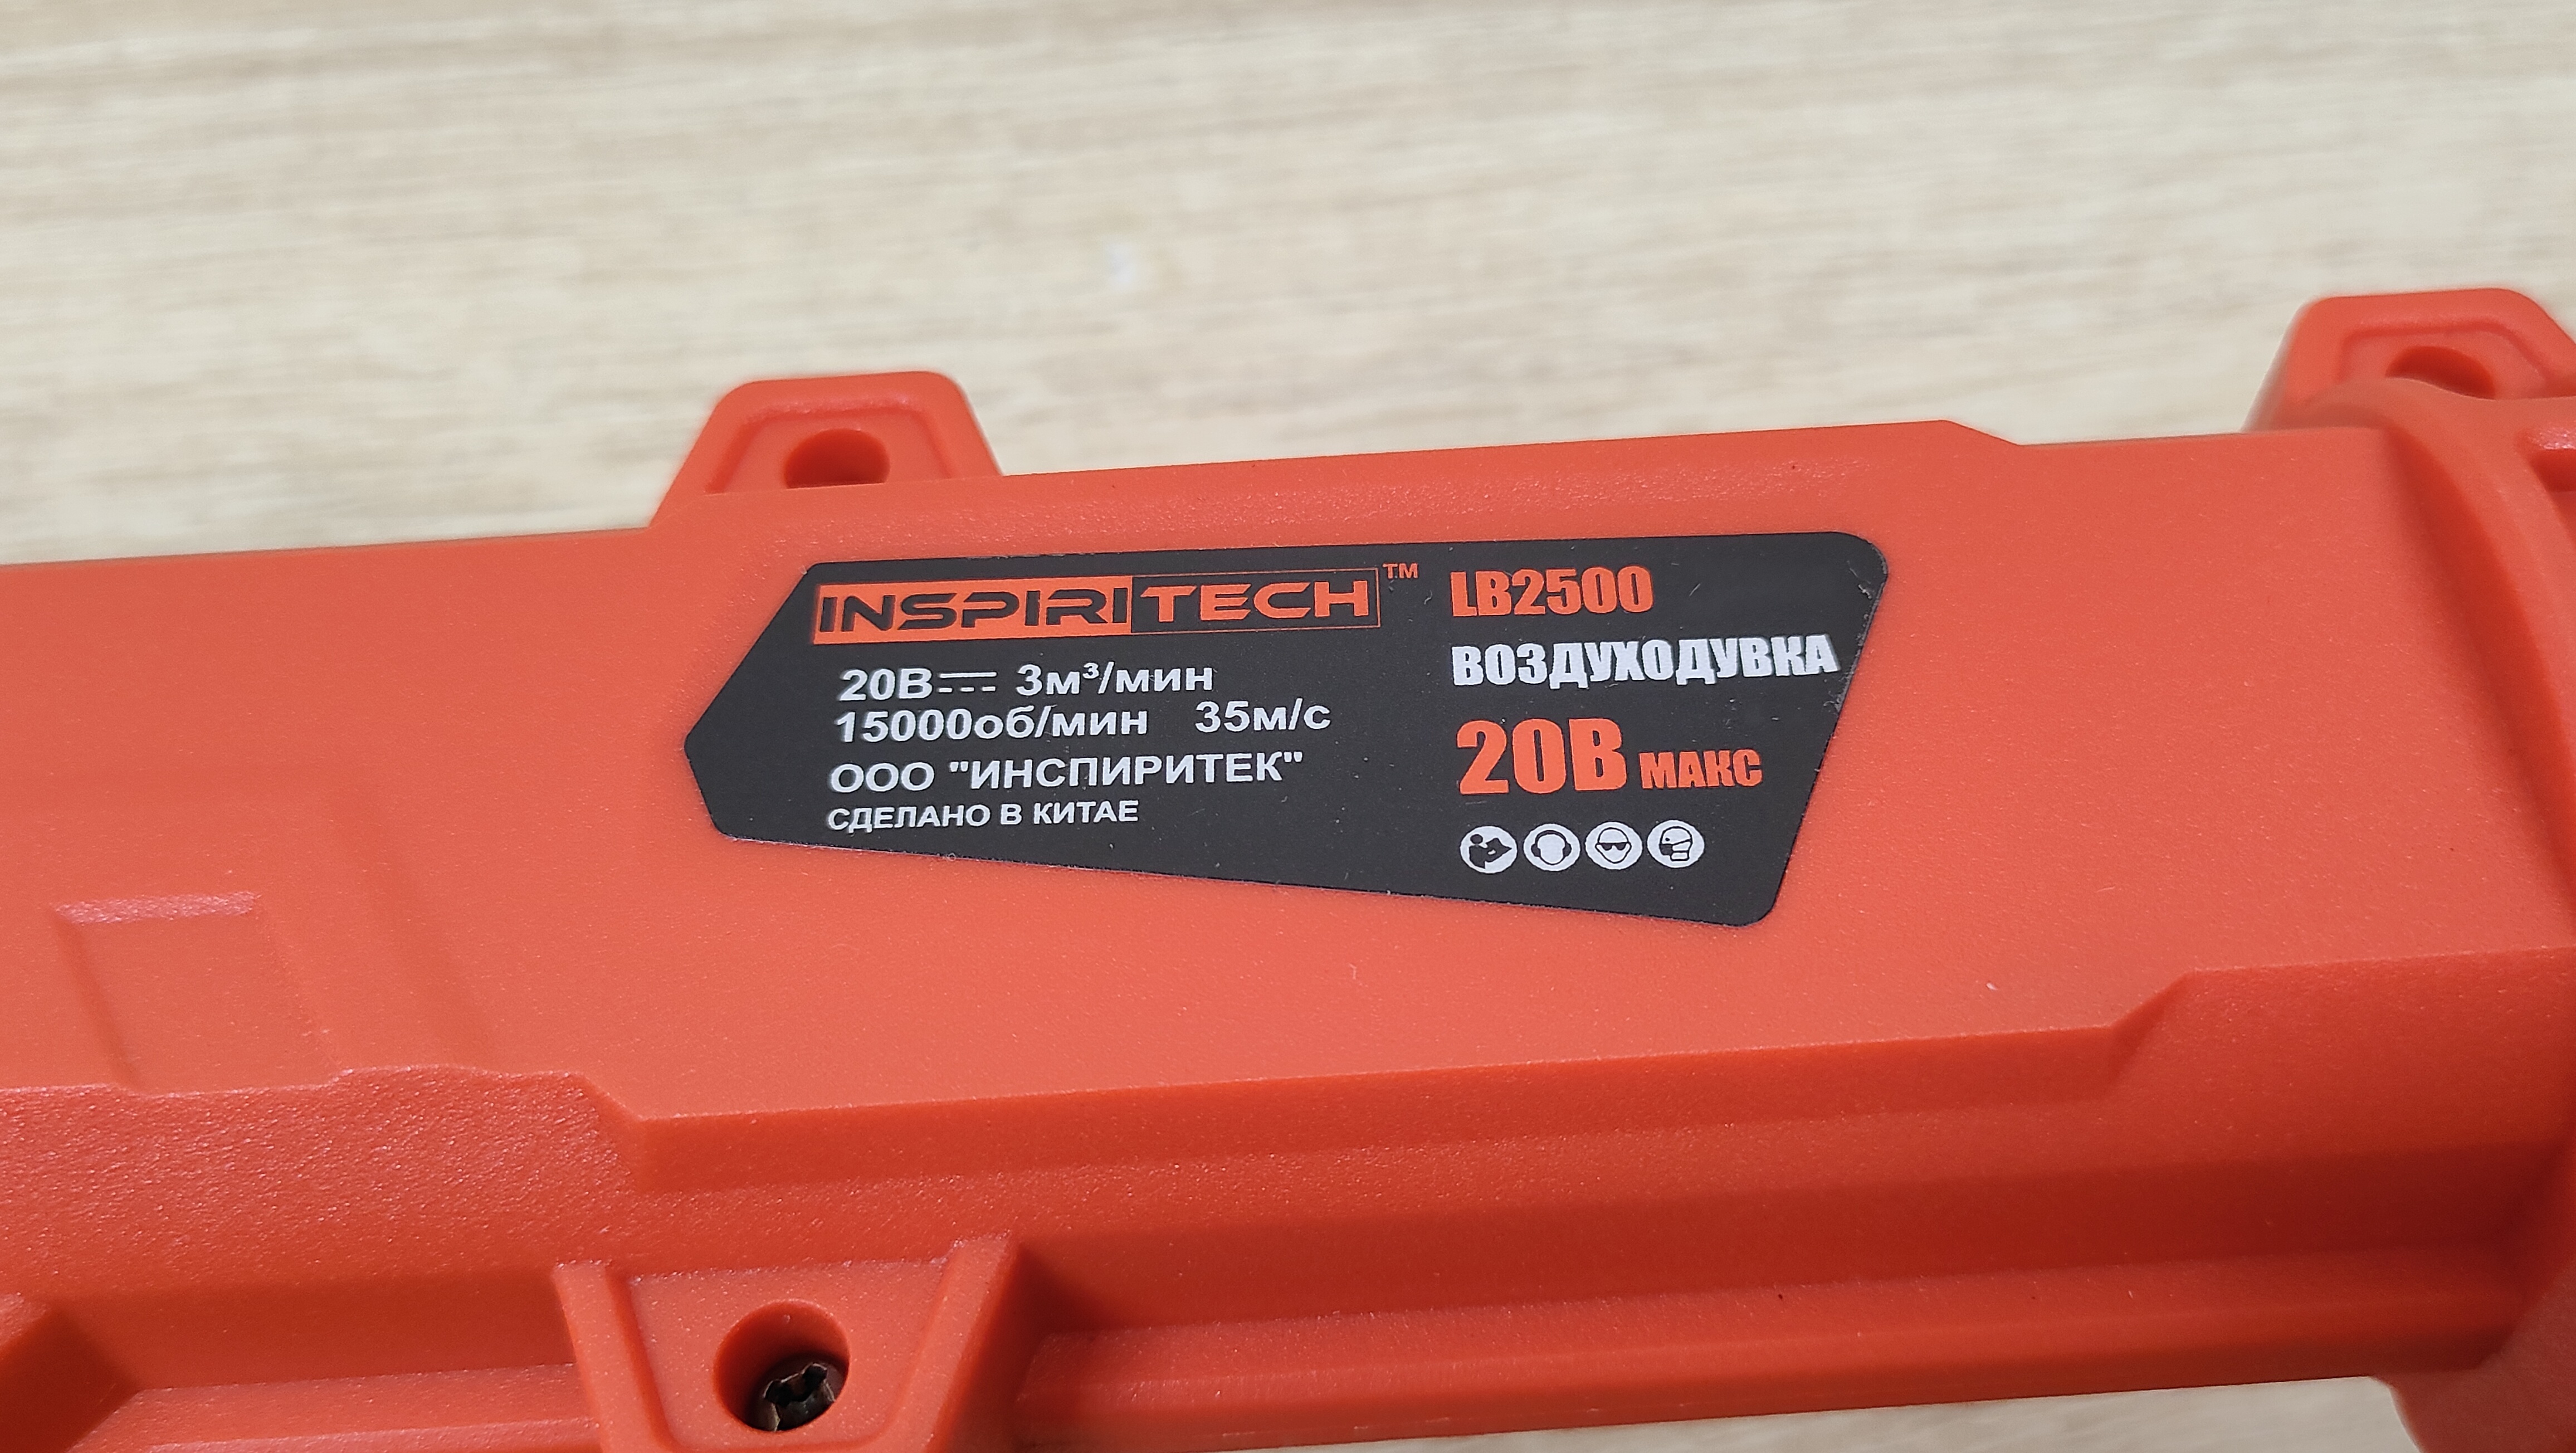 INSPIRITECH™
20В⎓ 3м³/мин
15000об/мин 35м/с
ООО "ИНСПИРИТЕК"
СДЕЛАНО В КИТАЕ
LB2500
ВОЗДУХОДУВКА
20В МАКС